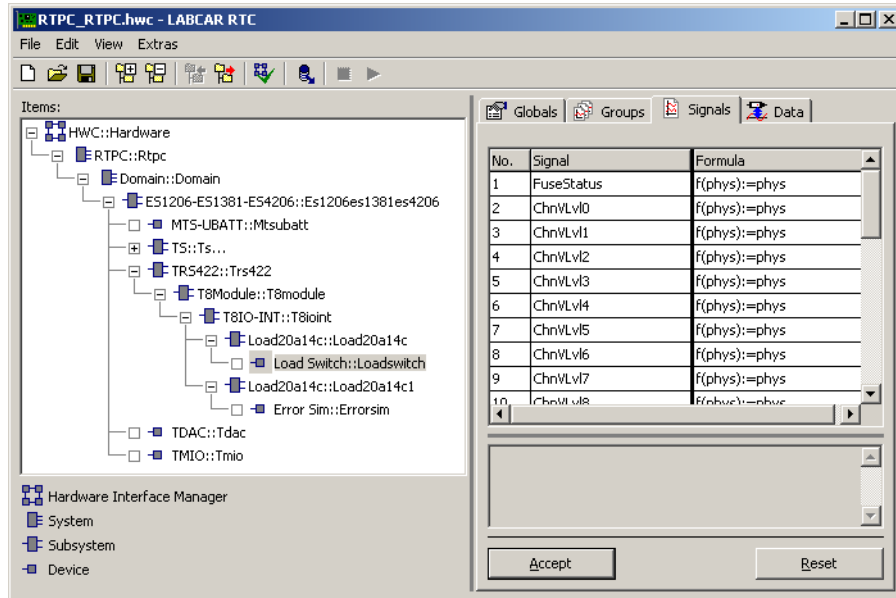 RTPC_RTPC.hwc - LABCAR RTC
File Edit View Extras
Items:
HWC::Hardware
RTPC::Rtpc
Domain::Domain
ES1206-ES1381-ES4206::Es1206es1381es4206
MTS-UBATT::Mtsubatt
TS::Ts...
TRS422::Trs422
T8Module::T8module
T8IO-INT::T8ioint
Load20a14c::Load20a14c
Load Switch::Loadswitch
Load20a14c::Load20a14c1
Error Sim::Errorsim
TDAC::Tdac
TMIO::Tmio
Hardware Interface Manager
System
Subsystem
Device
Globals Groups Signals Data
No. Signal Formula
1 FuseStatus f(phys):=phys
2 ChnVLvl0 f(phys):=phys
3 ChnVLvl1 f(phys):=phys
4 ChnVLvl2 f(phys):=phys
5 ChnVLvl3 f(phys):=phys
6 ChnVLvl4 f(phys):=phys
7 ChnVLvl5 f(phys):=phys
8 ChnVLvl6 f(phys):=phys
9 ChnVLvl7 f(phys):=phys
10 ChnVLvl8 f(phys):=phys
Accept Reset